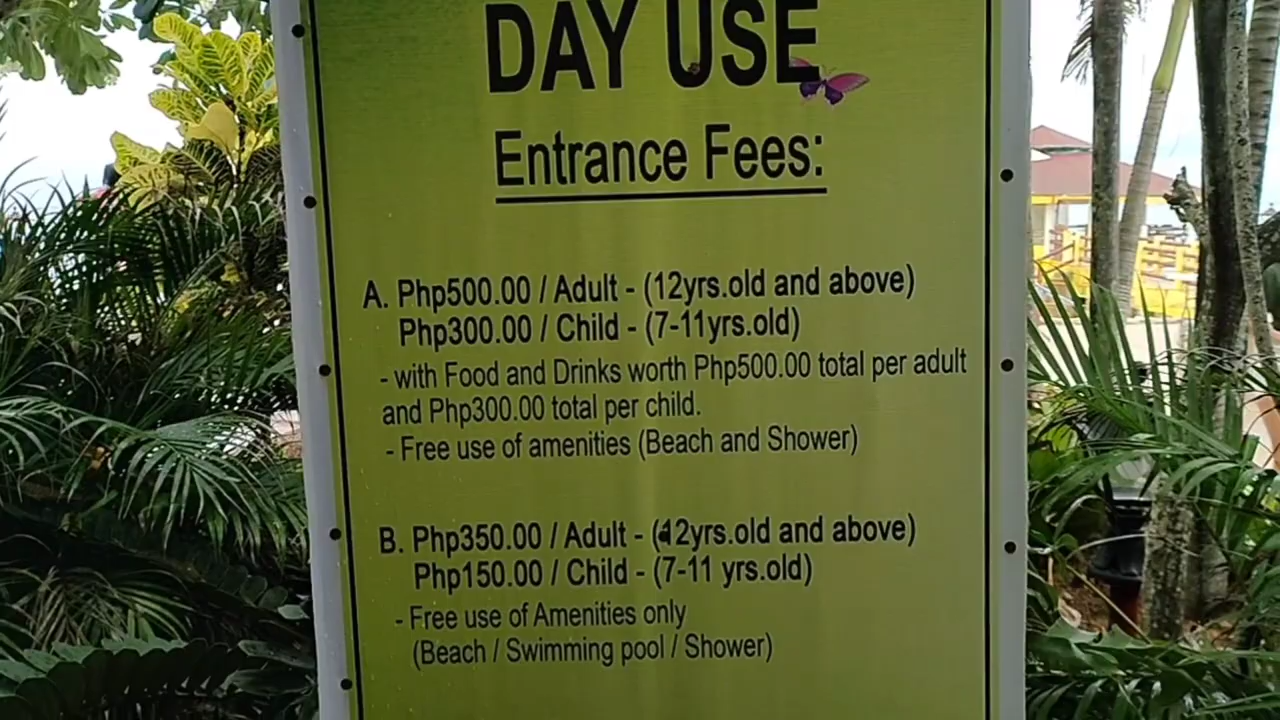 DAY USE
Entrance Fees:
A. Php500.00 / Adult - (12yrs.old and above)
Php300.00 / Child - (7-11yrs.old)
- with Food and Drinks worth Php500.00 total per adult
and Php300.00 total per child.
- Free use of amenities (Beach and Shower)
B. Php350.00 / Adult - (12yrs.old and above)
Php150.00 / Child - (7-11 yrs.old)
- Free use of Amenities only
(Beach / Swimming pool / Shower)